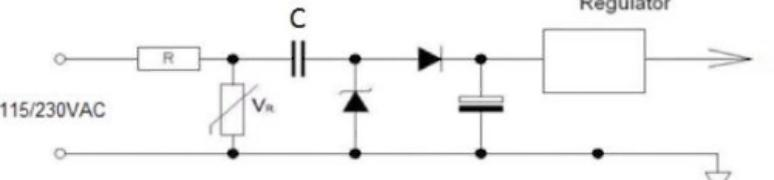 Regulator
C
R
VR
115/230VAC